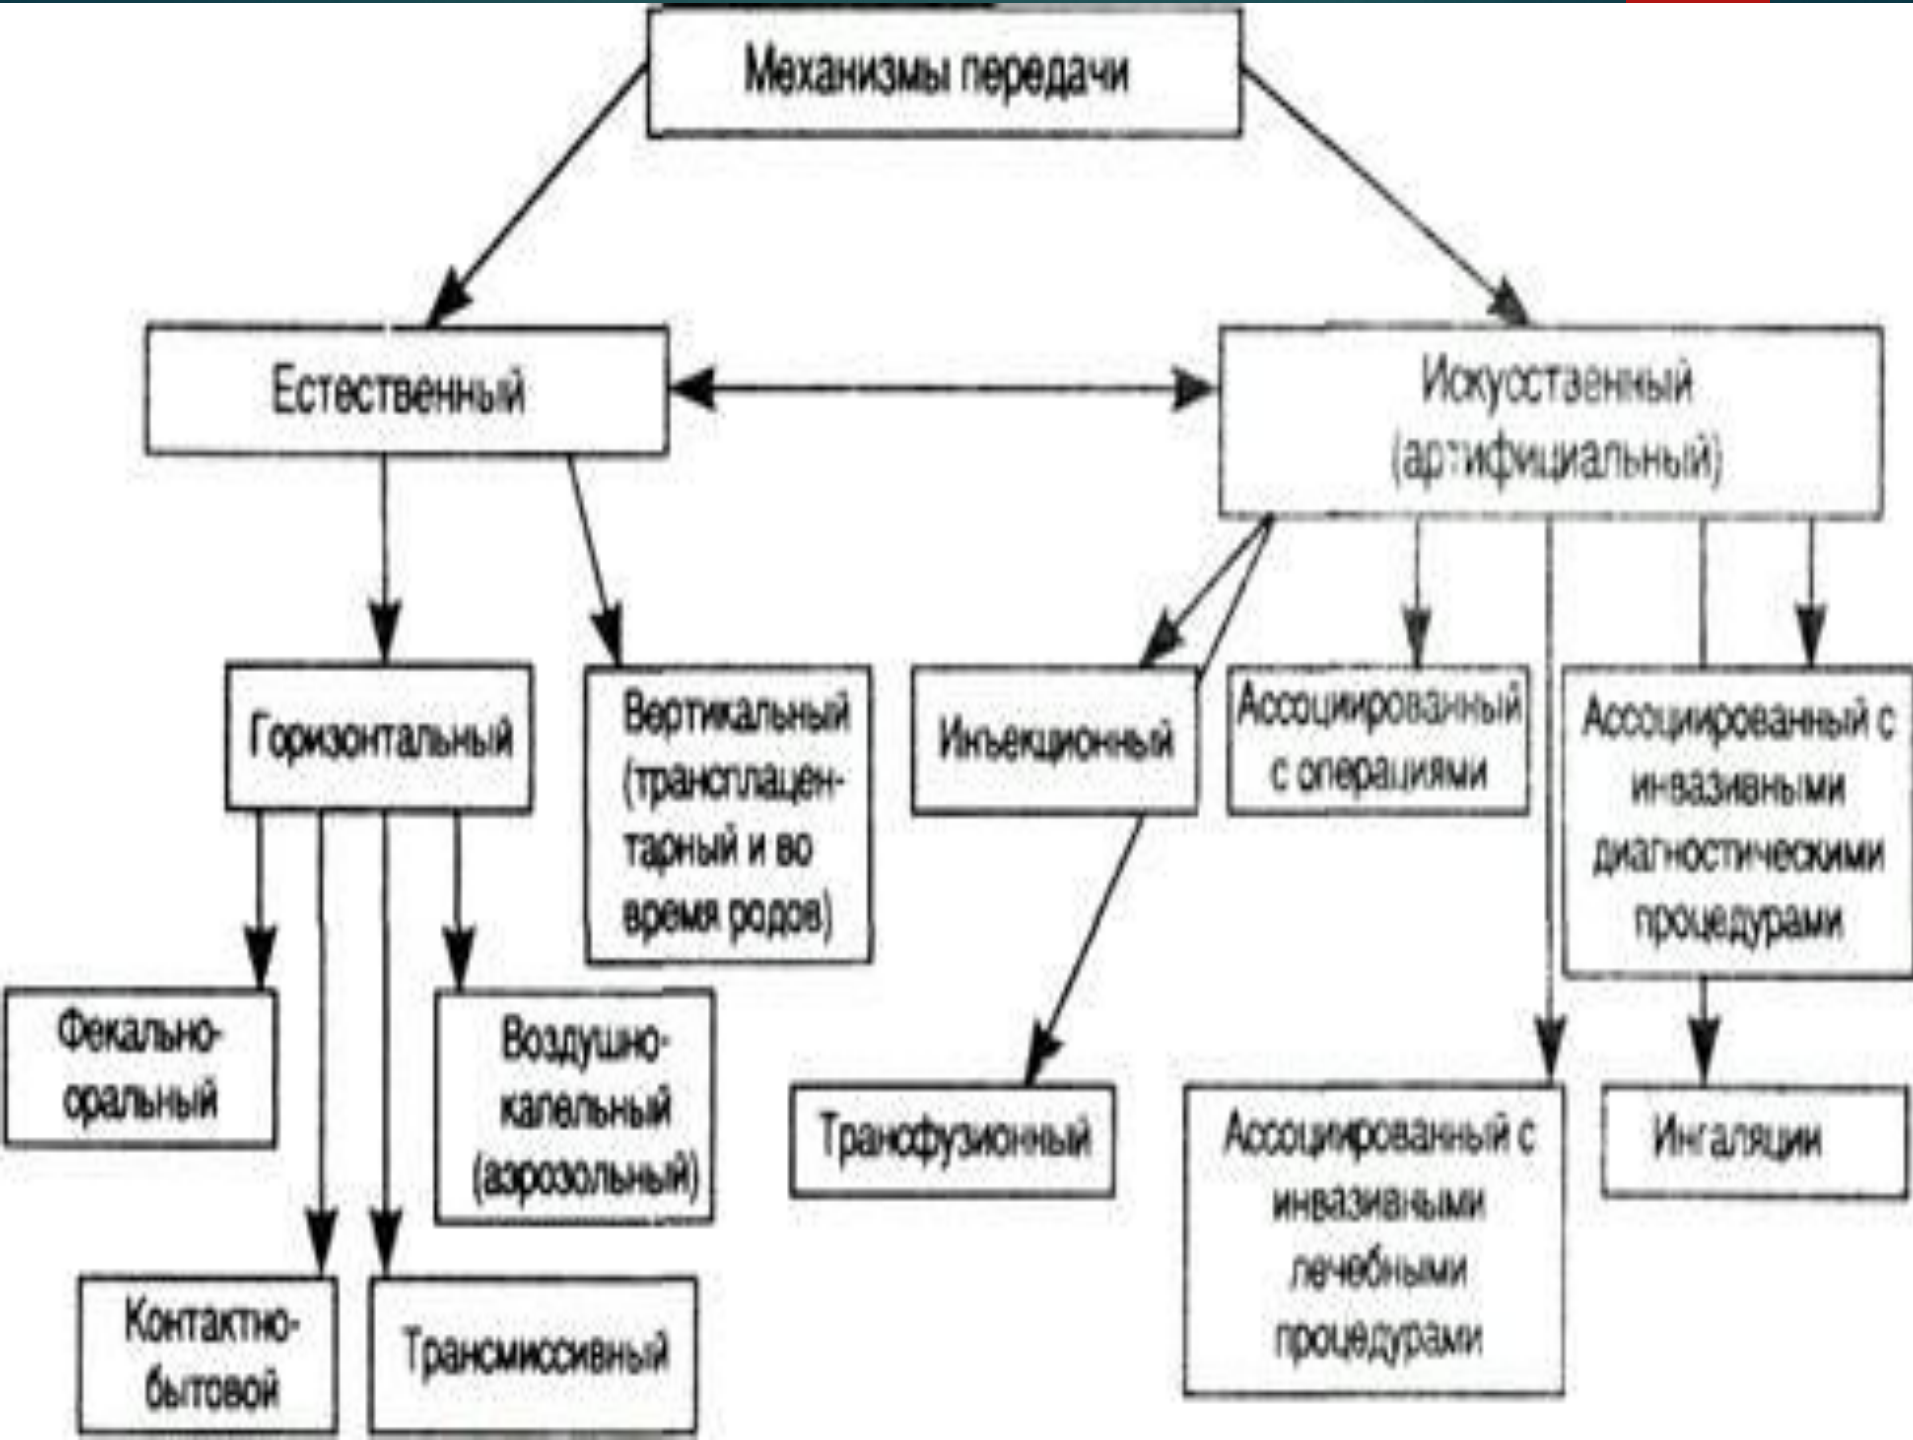 Механизмы передачи
Естественный
Искусственный
(артифициальный)
Горизонтальный
Вертикальный
(трансплацен-
тарный и во
время родов)
Инъекционный
Ассоциированный
с операциями
Ассоциированный с
инвазивными
диагностическими
процедурами
Фекально-
оральный
Воздушно-
капельный
(аэрозольный)
Трансфузионный
Ассоциированный с
инвазивными
лечебными
процедурами
Ингаляции
Контактно-
бытовой
Трансмиссивный